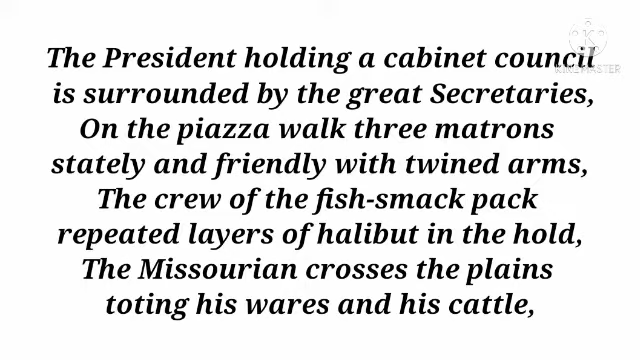 The President holding a cabinet council
is surrounded by the great Secretaries,
On the piazza walk three matrons
stately and friendly with twined arms,
The crew of the fish-smack pack
repeated layers of halibut in the hold,
The Missourian crosses the plains
toting his wares and his cattle,
KINEMASTER